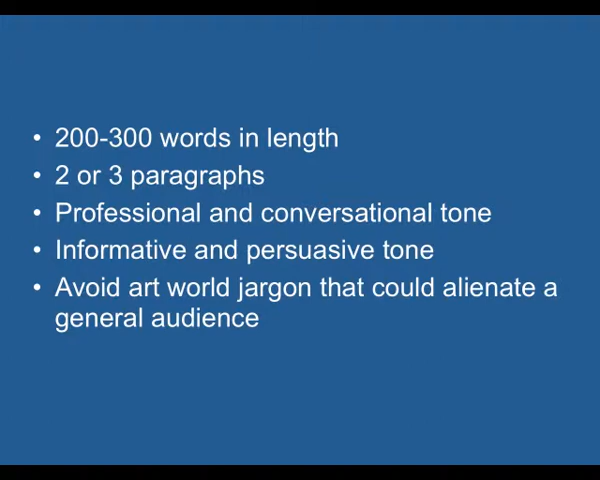 • 200-300 words in length
• 2 or 3 paragraphs
• Professional and conversational tone
• Informative and persuasive tone
• Avoid art world jargon that could alienate a
general audience